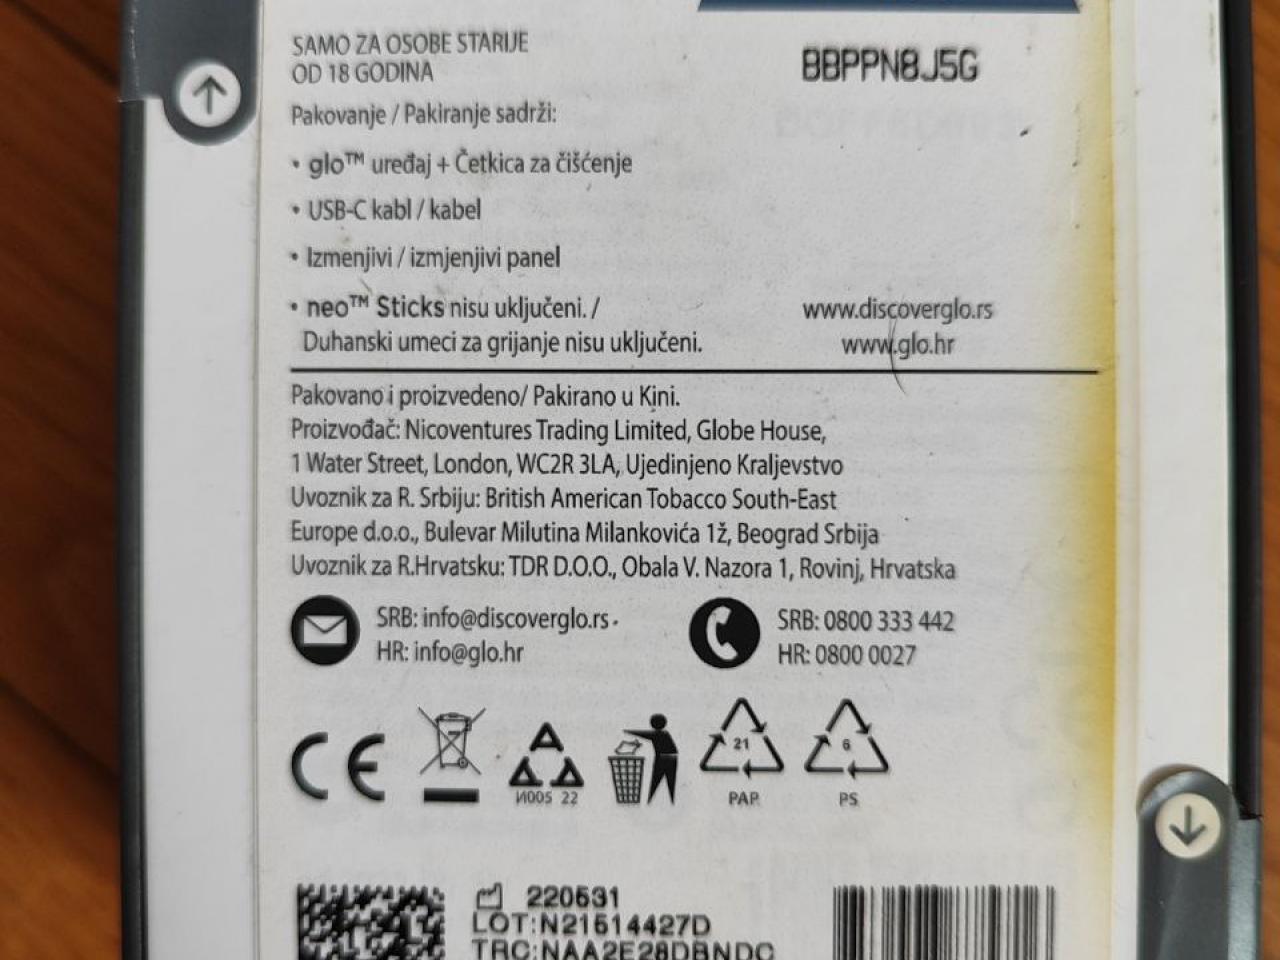 SAMO ZA OSOBE STARIJE
OD 18 GODINA
BBPPN8J5G
Pakovanje / Pakiranje sadrži:
• glo™ uređaj + Četkica za čišćenje
• USB-C kabl / kabel
• Izmenjivi / izmjenjivi panel
• neo™ Sticks nisu uključeni. /
Duhanski umeci za grijanje nisu uključeni.
www.discoverglo.rs
www.glo.hr
Pakovano i proizvedeno/ Pakirano u Kini.
Proizvođač: Nicoventures Trading Limited, Globe House,
1 Water Street, London, WC2R 3LA, Ujedinjeno Kraljevstvo
Uvoznik za R. Srbiju: British American Tobacco South-East
Europe d.o.o., Bulevar Milutina Milankovića 1ž, Beograd Srbija
Uvoznik za R.Hrvatsku: TDR D.O.O., Obala V. Nazora 1, Rovinj, Hrvatska
SRB: info@discoverglo.rs
HR: info@glo.hr
SRB: 0800 333 442
HR: 0800 0027
CE
A A A
И005 22
21
PAP
6
PS
220531
LOT:N21514427D
TRC:NAA2E28DBNDC